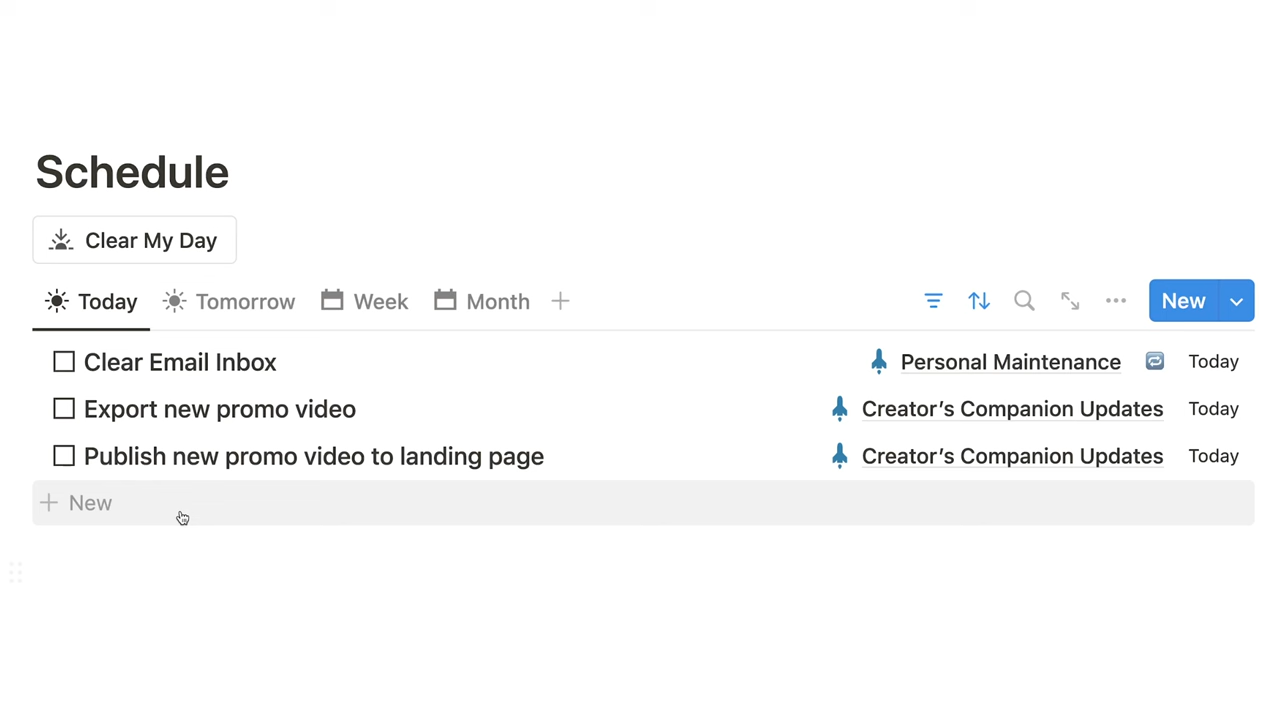 Schedule
Clear My Day
Today Tomorrow Week Month New
Clear Email Inbox Personal Maintenance Today
Export new promo video Creator’s Companion Updates Today
Publish new promo video to landing page Creator’s Companion Updates Today
New